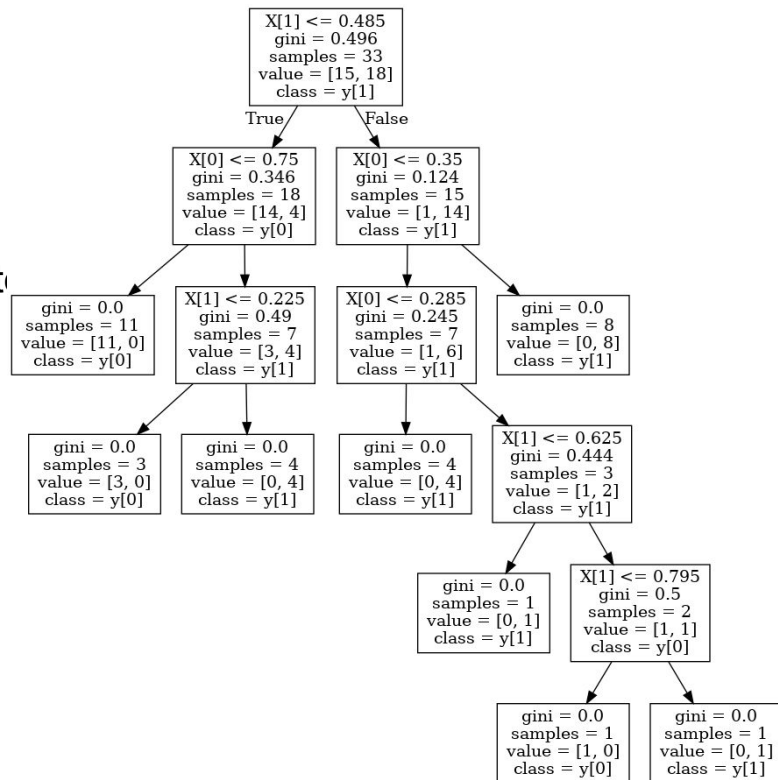 X[1] <= 0.485
gini = 0.496
samples = 33
value = [15, 18]
class = y[1]
True
False
X[0] <= 0.75
gini = 0.346
samples = 18
value = [14, 4]
class = y[0]
X[0] <= 0.35
gini = 0.124
samples = 15
value = [1, 14]
class = y[1]
gini = 0.0
samples = 11
value = [11, 0]
class = y[0]
X[1] <= 0.225
gini = 0.49
samples = 7
value = [3, 4]
class = y[1]
X[0] <= 0.285
gini = 0.245
samples = 7
value = [1, 6]
class = y[1]
gini = 0.0
samples = 8
value = [0, 8]
class = y[1]
gini = 0.0
samples = 3
value = [3, 0]
class = y[0]
gini = 0.0
samples = 4
value = [0, 4]
class = y[1]
gini = 0.0
samples = 4
value = [0, 4]
class = y[1]
X[1] <= 0.625
gini = 0.444
samples = 3
value = [1, 2]
class = y[1]
gini = 0.0
samples = 1
value = [0, 1]
class = y[1]
X[1] <= 0.795
gini = 0.5
samples = 2
value = [1, 1]
class = y[0]
gini = 0.0
samples = 1
value = [1, 0]
class = y[0]
gini = 0.0
samples = 1
value = [0, 1]
class = y[1]